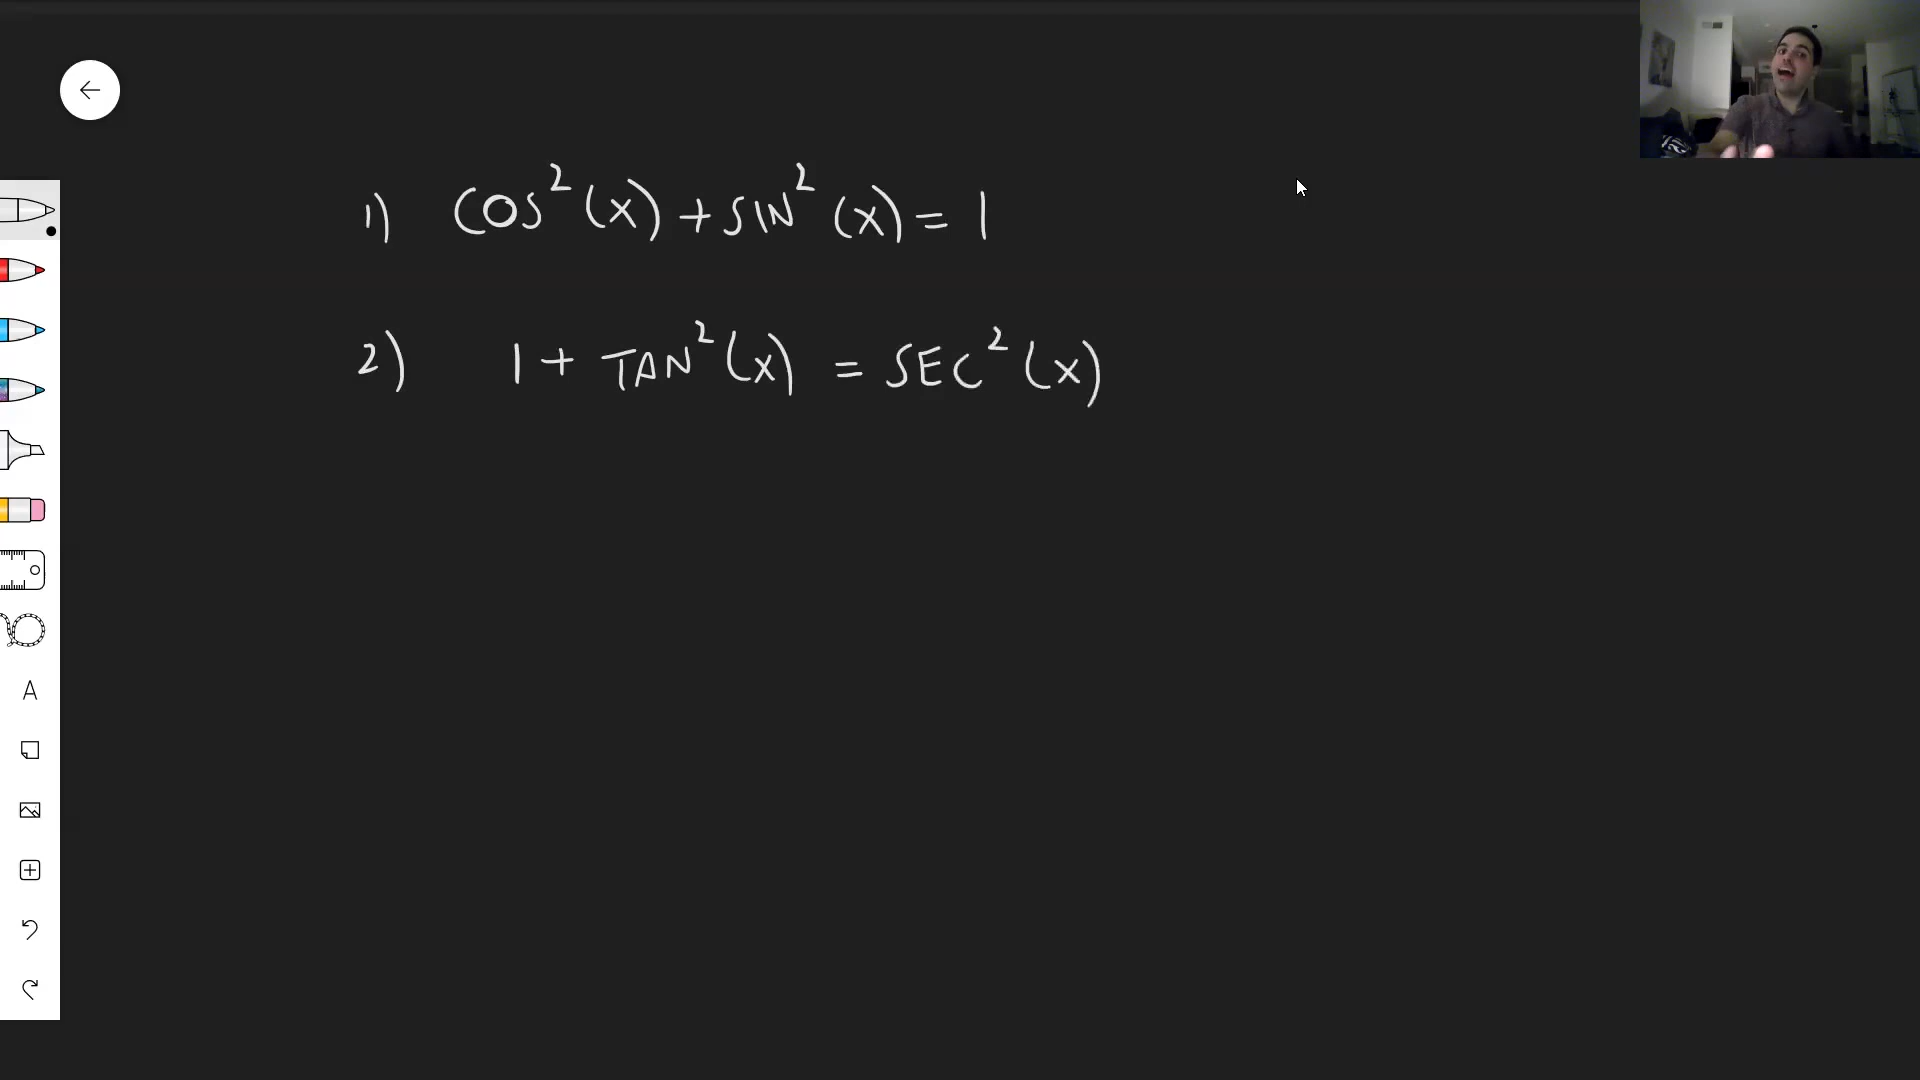 1) COS²(X)+SIN²(X)=1
2) 1+TAN²(X)=SEC²(X)
A